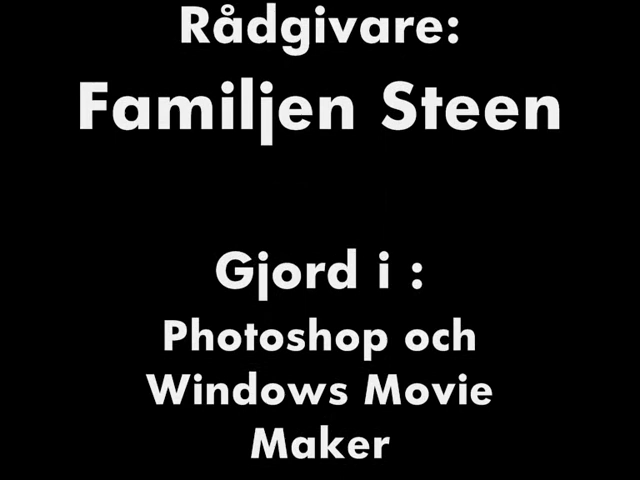 Rådgivare:
Familjen Steen
Gjord i :
Photoshop och
Windows Movie
Maker